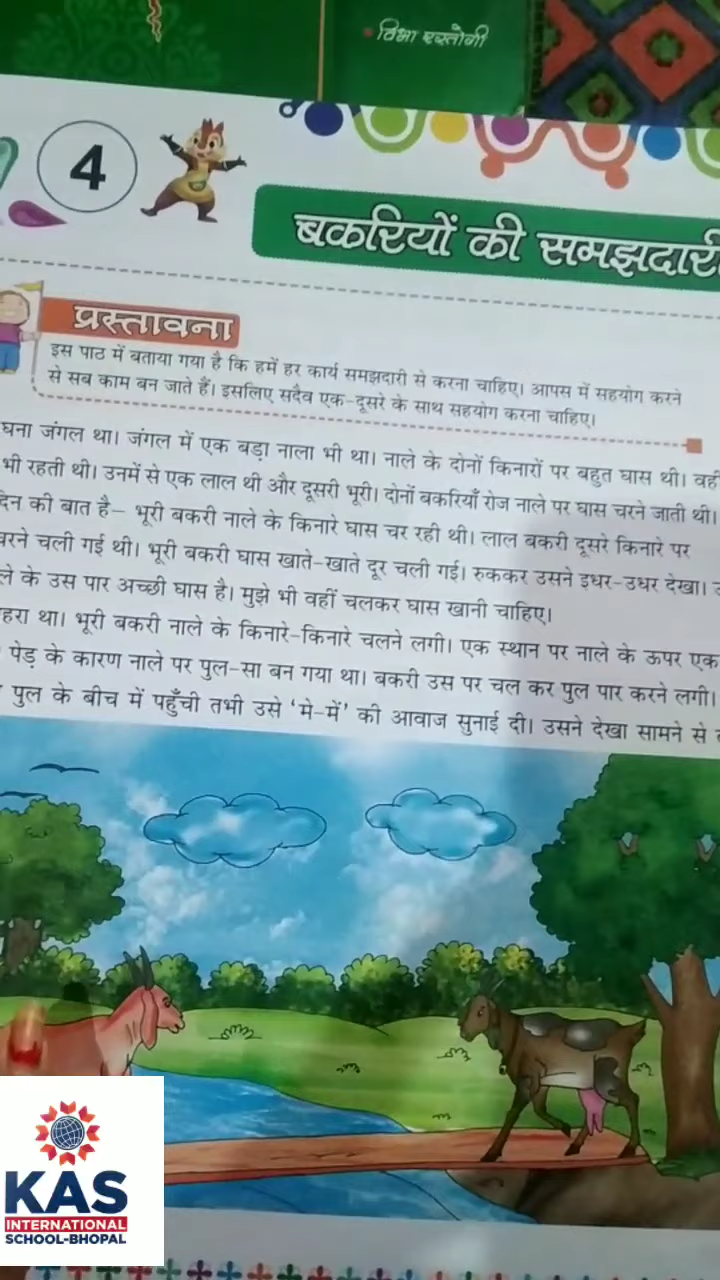 विभा रस्तोगी
4
बकरियों की समझदारी
प्रस्तावना
इस पाठ में बताया गया है कि हमें हर कार्य समझदारी से करना चाहिए। आपस में सहयोग करने
से सब काम बन जाते हैं। इसलिए सदैव एक-दूसरे के साथ सहयोग करना चाहिए।
घना जंगल था। जंगल में एक बड़ा नाला भी था। नाले के दोनों किनारों पर बहुत घास थी। वहीं
भी रहती थी। उनमें से एक लाल थी और दूसरी भूरी। दोनों बकरियाँ रोज नाले पर घास चरने जाती थी।
दिन की बात है– भूरी बकरी नाले के किनारे घास चर रही थी। लाल बकरी दूसरे किनारे पर
चरने चली गई थी। भूरी बकरी घास खाते-खाते दूर चली गई। रुककर उसने इधर-उधर देखा।
ले के उस पार अच्छी घास है। मुझे भी वहीं चलकर घास खानी चाहिए।
हरा था। भूरी बकरी नाले के किनारे-किनारे चलने लगी। एक स्थान पर नाले के ऊपर एक
पेड़ के कारण नाले पर पुल-सा बन गया था। बकरी उस पर चल कर पुल पार करने लगी।
पुल के बीच में पहुँची तभी उसे 'मे-में' की आवाज सुनाई दी। उसने देखा सामने से
KAS
INTERNATIONAL
SCHOOL-BHOPAL